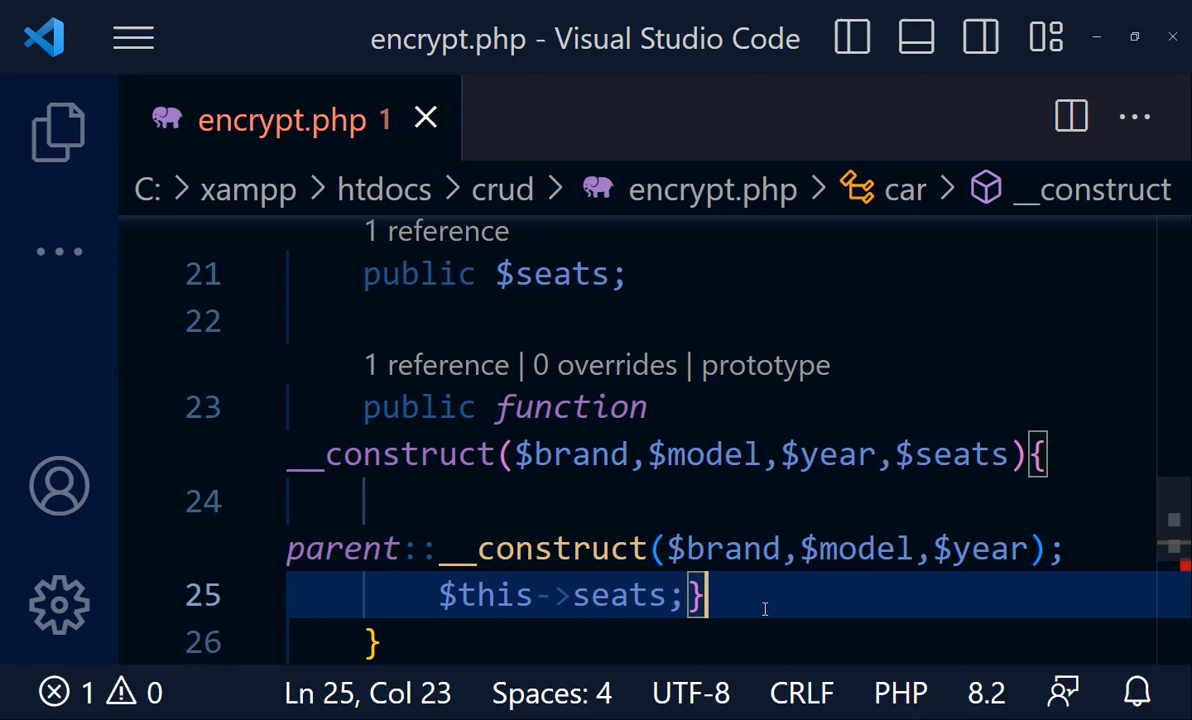 encrypt.php - Visual Studio Code
encrypt.php 1
C: > xampp > htdocs > crud > encrypt.php > car > __construct
1 reference
21 public $seats;
22
1 reference | 0 overrides | prototype
23 public function
__construct($brand,$model,$year,$seats){
24
parent::__construct($brand,$model,$year);
25 $this->seats;}
26 }
1 0 Ln 25, Col 23 Spaces: 4 UTF-8 CRLF PHP 8.2